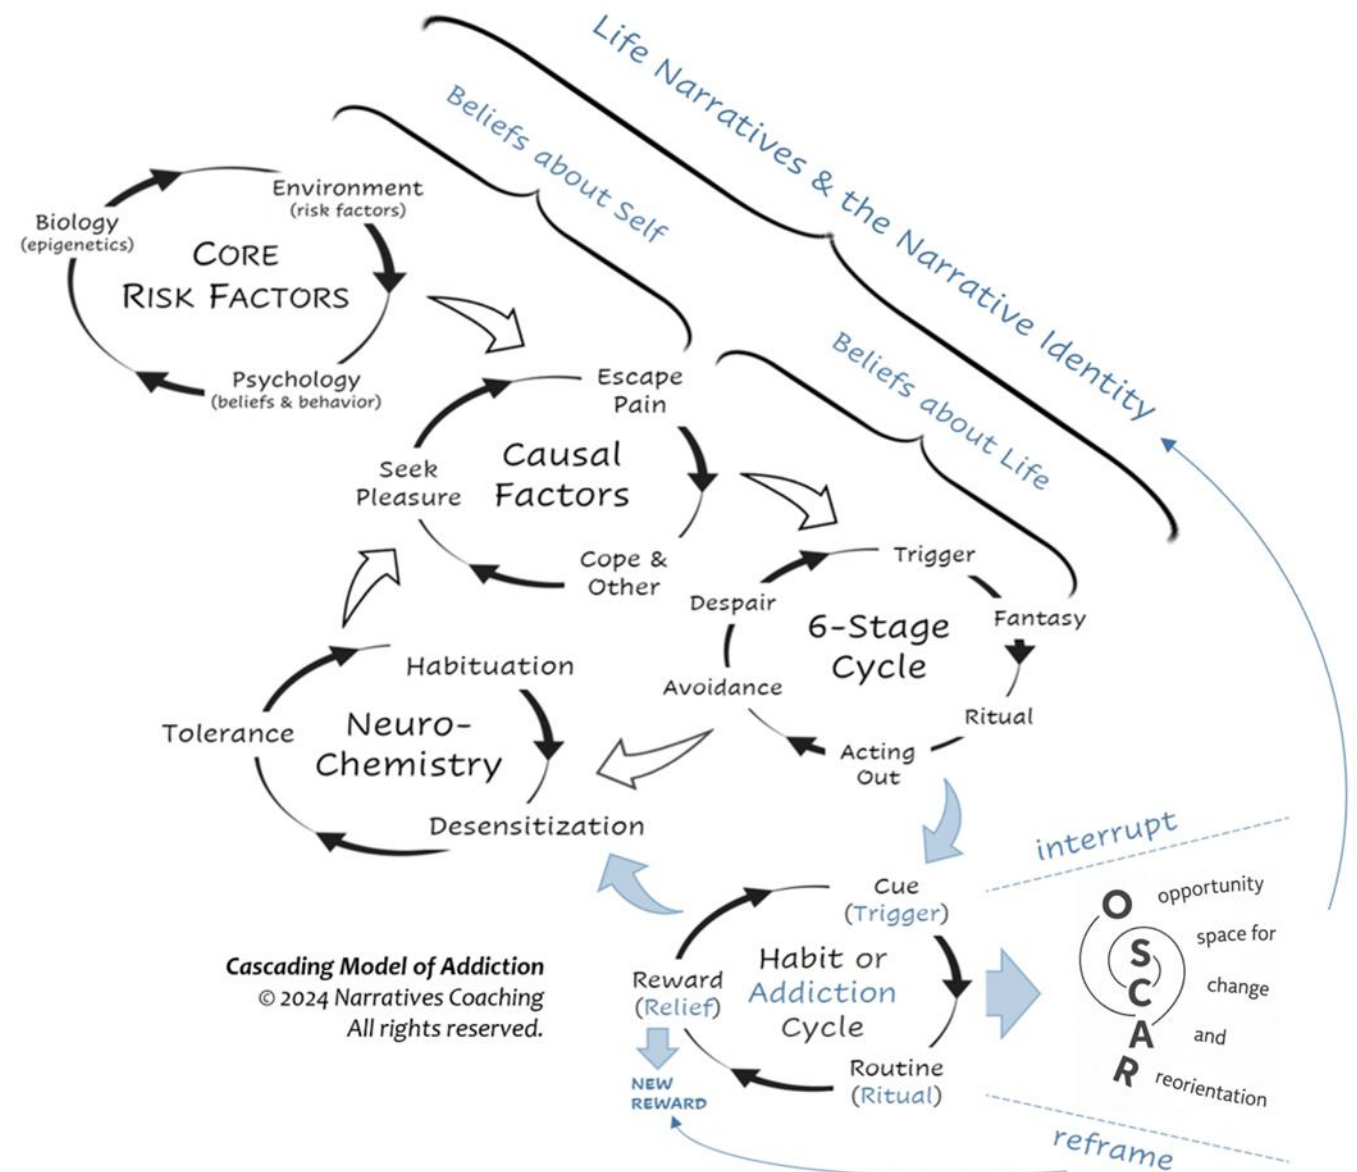 Life Narratives & the Narrative Identity
Beliefs about Self
Environment
(risk factors)
Biology
(epigenetics)
CORE
RISK FACTORS
Psychology
(beliefs & behavior)
Beliefs about Life
Escape
Pain
Causal
Factors
Seek
Pleasure
Cope &
Other
Trigger
Despair
Fantasy
6-Stage
Cycle
Avoidance
Ritual
Acting
Out
Habituation
Tolerance
Neuro-
Chemistry
Desensitization
interrupt
Cue
(Trigger)
Habit or
Addiction
Cycle
Reward
(Relief)
Routine
(Ritual)
NEW
REWARD
O opportunity
S space for
C change
A and
R reorientation
reframe
Cascading Model of Addiction
© 2024 Narratives Coaching
All rights reserved.